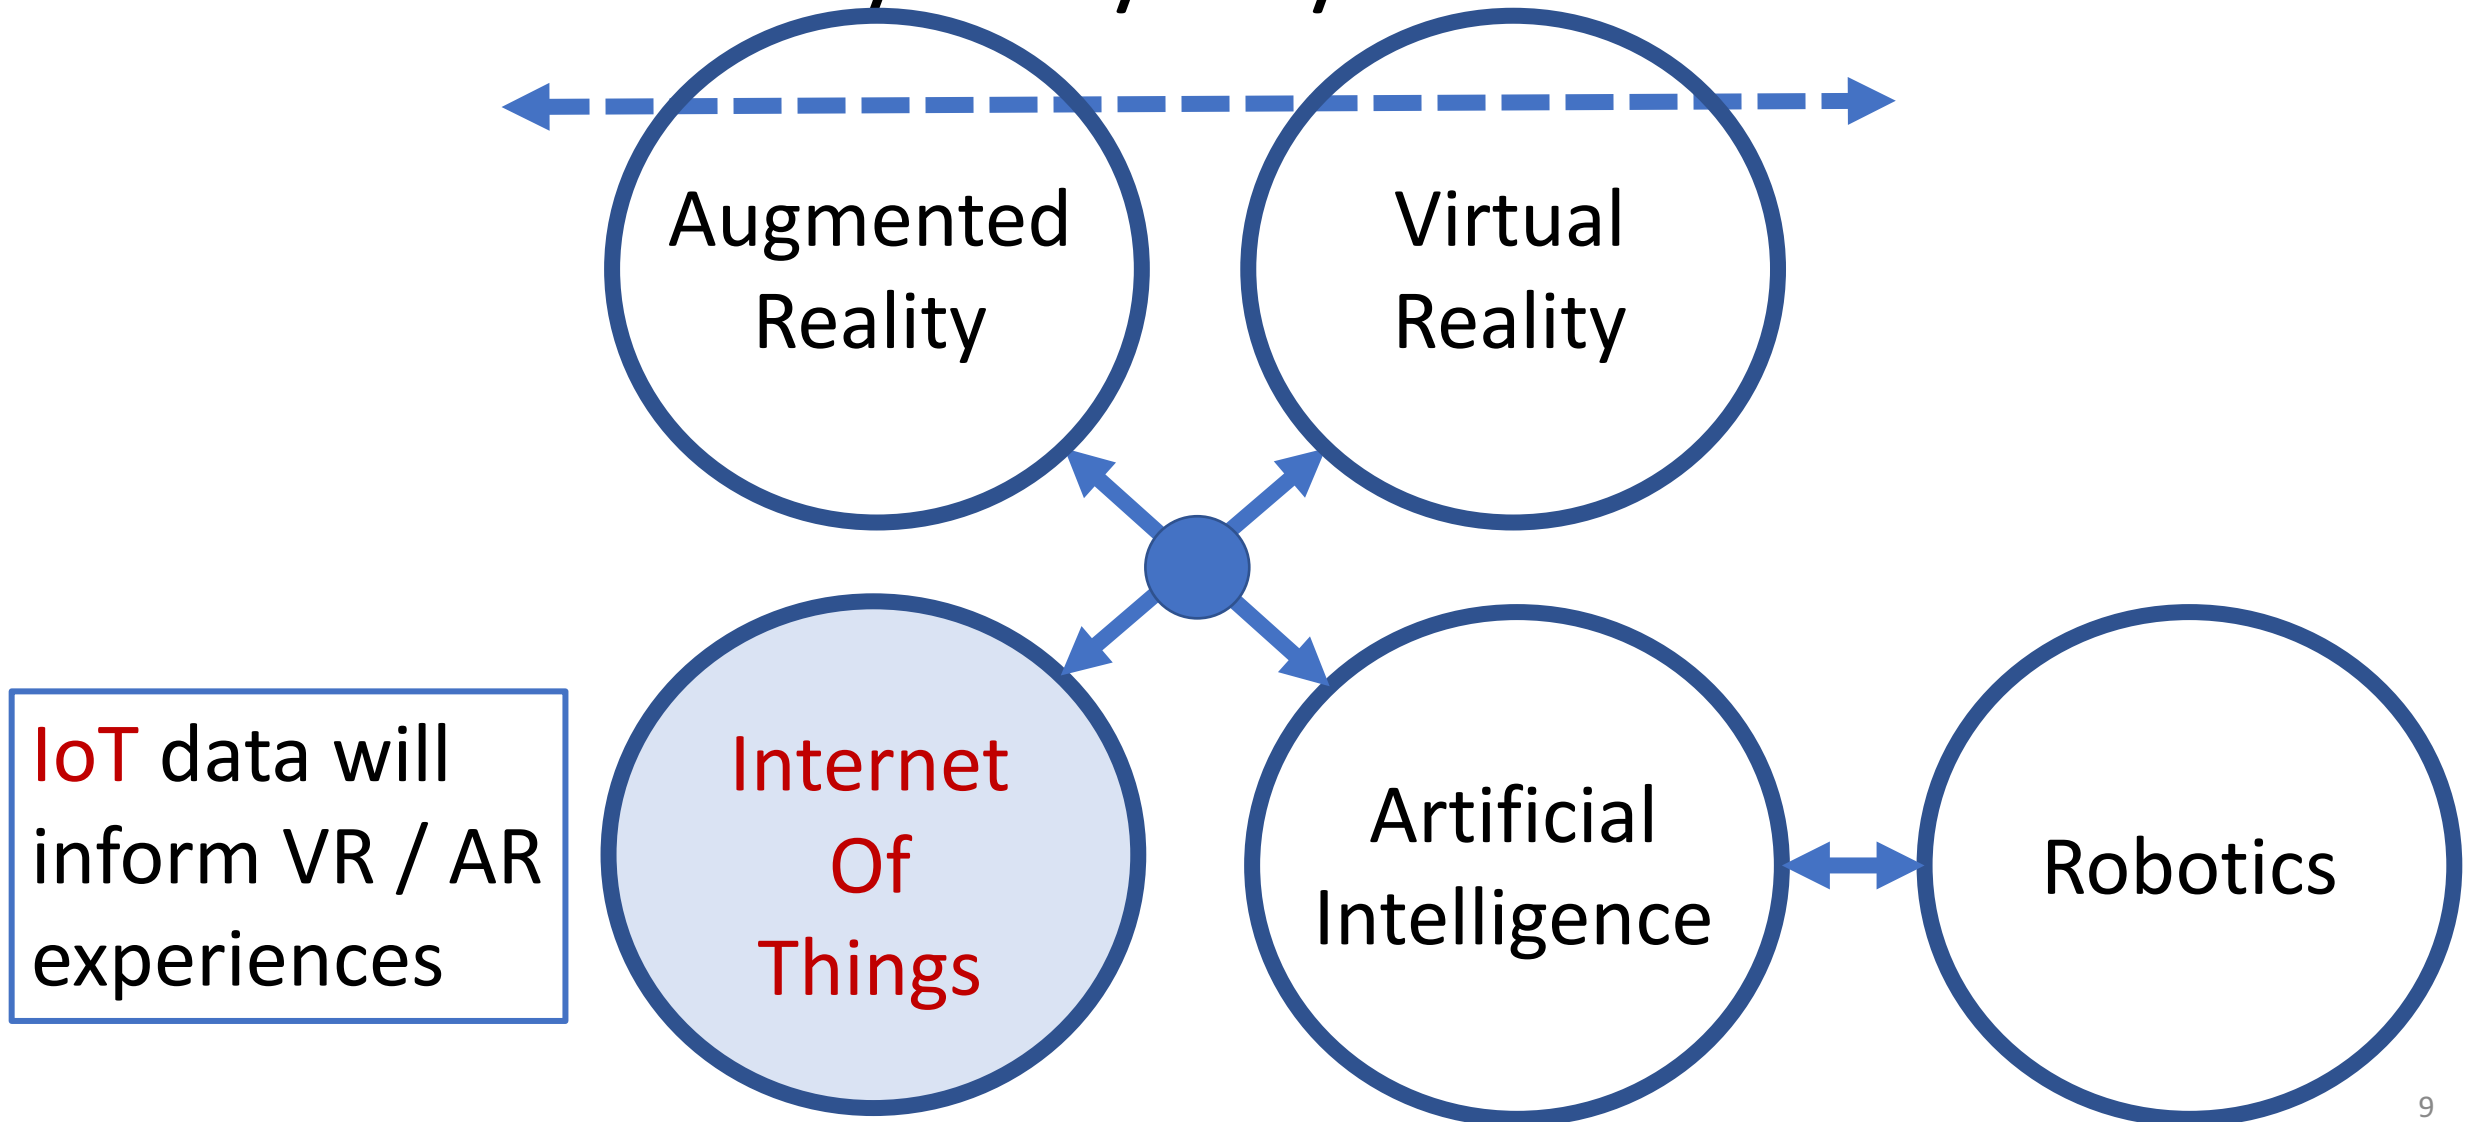 Augmented
Reality
Virtual
Reality
IoT data will
inform VR / AR
experiences
Internet
Of
Things
Artificial
Intelligence
Robotics
9